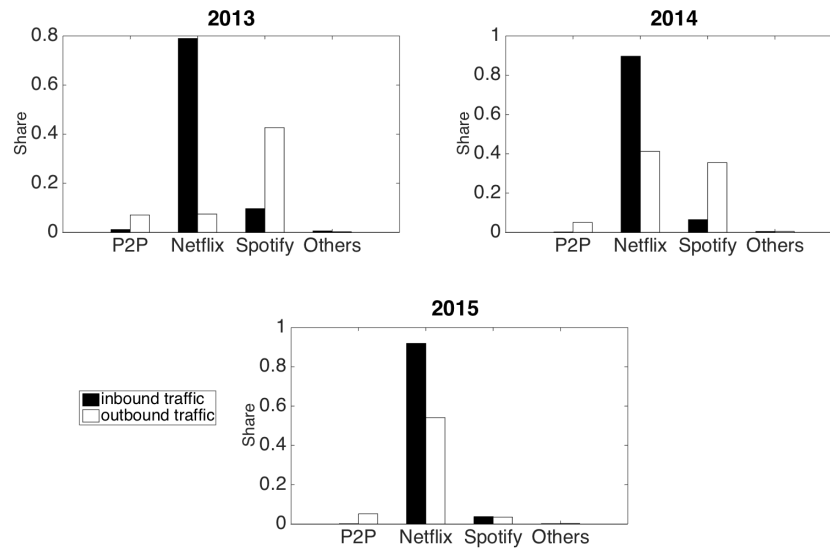 2013
0.8
0.6
0.4
0.2
0
Share
P2P Netflix Spotify Others
2014
1
0.8
0.6
0.4
0.2
0
Share
P2P Netflix Spotify Others
2015
1
0.8
0.6
0.4
0.2
0
Share
P2P Netflix Spotify Others
inbound traffic
outbound traffic